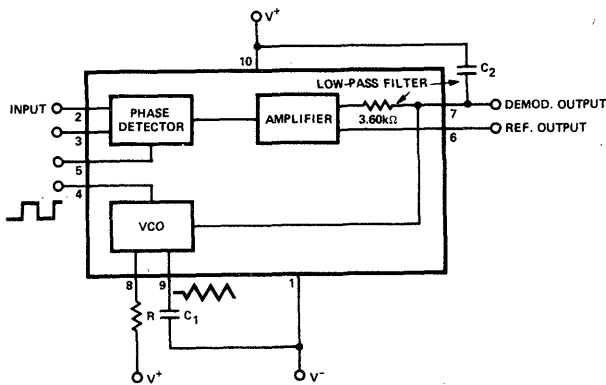 V+
10
C2
LOW-PASS FILTER
INPUT
2
PHASE DETECTOR
AMPLIFIER
3.60kΩ
7
DEMOD. OUTPUT
3
6
REF. OUTPUT
5
4
VCO
8
9
1
R
C1
V+
V-